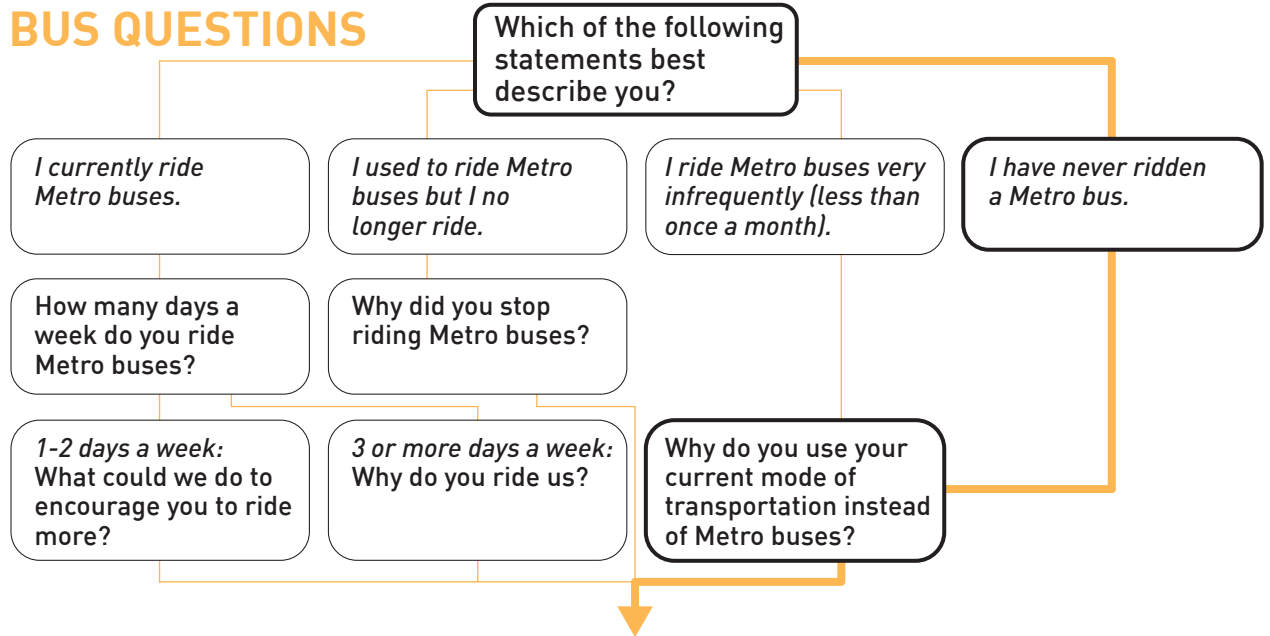 BUS QUESTIONS
Which of the following
statements best
describe you?
I currently ride
Metro buses.
I used to ride Metro
buses but I no
longer ride.
I ride Metro buses very
infrequently (less than
once a month).
I have never ridden
a Metro bus.
How many days a
week do you ride
Metro buses?
Why did you stop
riding Metro buses?
1-2 days a week:
What could we do to
encourage you to ride
more?
3 or more days a week:
Why do you ride us?
Why do you use your
current mode of
transportation instead
of Metro buses?